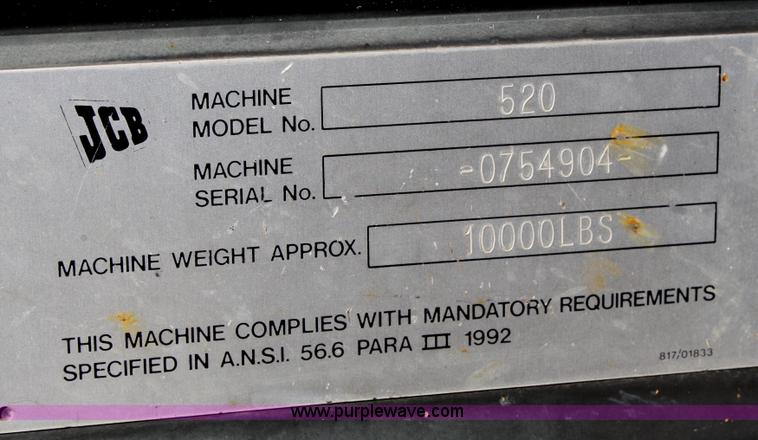 JCB
MACHINE
MODEL No.
520
MACHINE
SERIAL No.
-0754904-
MACHINE WEIGHT APPROX.
10000LBS
THIS MACHINE COMPLIES WITH MANDATORY REQUIREMENTS
SPECIFIED IN A.N.S.I. 56.6 PARA III 1992
817/01833
www.purplewave.com